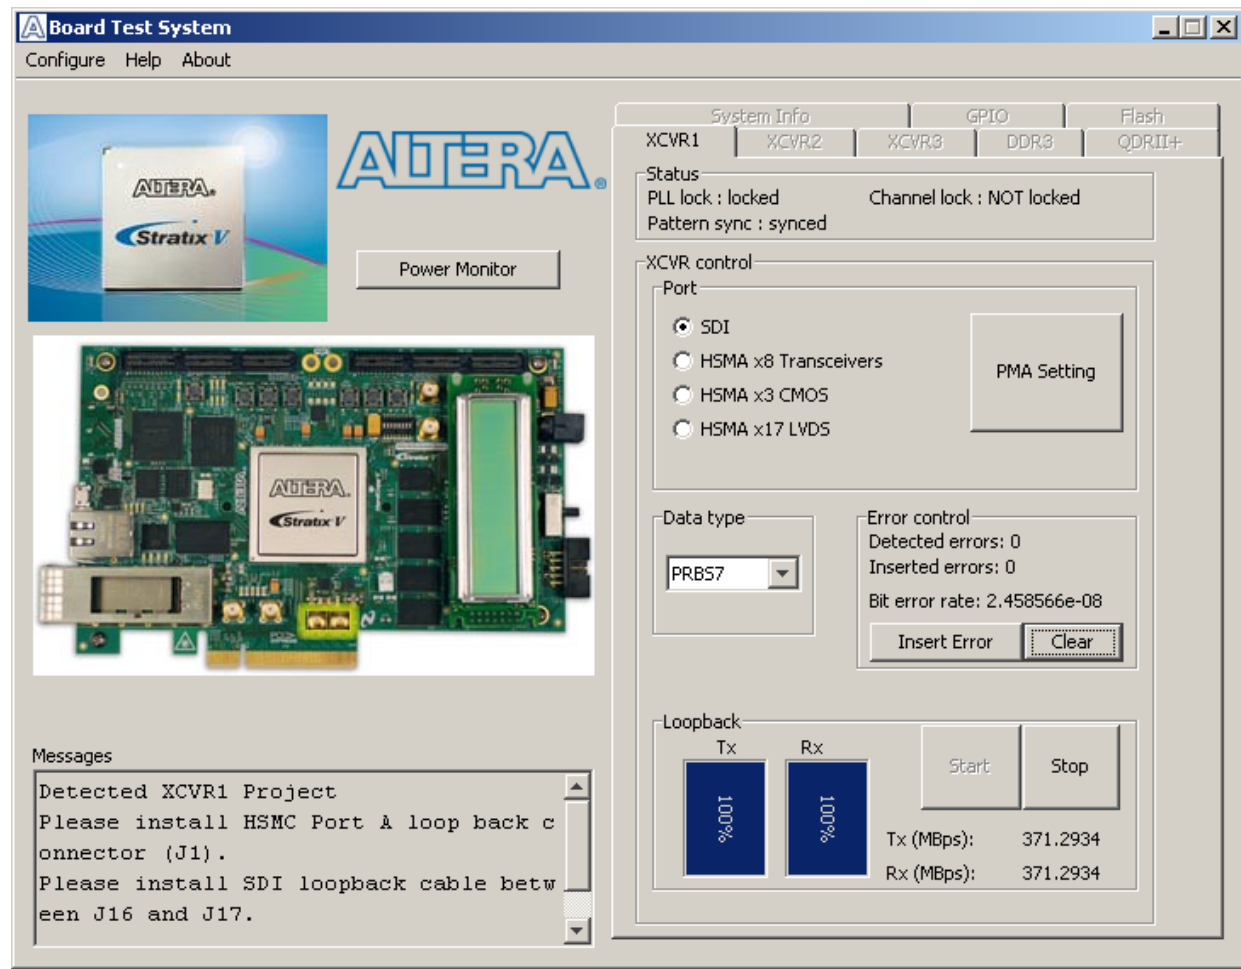 Board Test System
Configure Help About
System Info GPIO Flash
XCVR1 XCVR2 XCVR3 DDR3 QDRII+
ALTERA®
ALTERA.
Stratix V
Power Monitor
ALTERA.
Stratix V
Status
PLL lock : locked Channel lock : NOT locked
Pattern sync : synced
XCVR control
Port
SDI
HSMA x8 Transceivers
HSMA x3 CMOS
HSMA x17 LVDS
PMA Setting
Data type
PRBS7
Error control
Detected errors: 0
Inserted errors: 0
Bit error rate: 2.458566e-08
Insert Error Clear
Loopback
Tx Rx
100% 100%
Start Stop
Tx (MBps): 371.2934
Rx (MBps): 371.2934
Messages
Detected XCVR1 Project
Please install HSMC Port A loop back c
onnector (J1).
Please install SDI loopback cable betw
een J16 and J17.